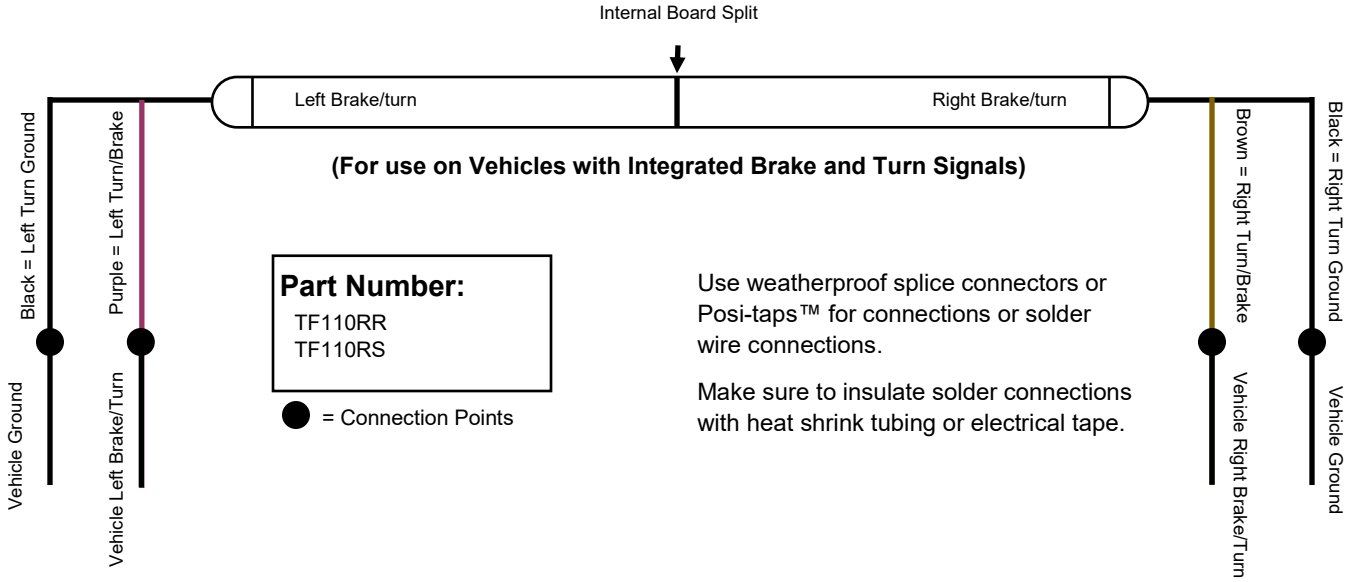 Internal Board Split
Left Brake/turn
Right Brake/turn
(For use on Vehicles with Integrated Brake and Turn Signals)
Black = Left Turn Ground
Purple = Left Turn/Brake
Vehicle Ground
Vehicle Left Brake/Turn
Part Number:
TF110RR
TF110RS
= Connection Points
Use weatherproof splice connectors or
Posi-taps™ for connections or solder
wire connections.
Make sure to insulate solder connections
with heat shrink tubing or electrical tape.
Brown = Right Turn/Brake
Black = Right Turn Ground
Vehicle Right Brake/Turn
Vehicle Ground